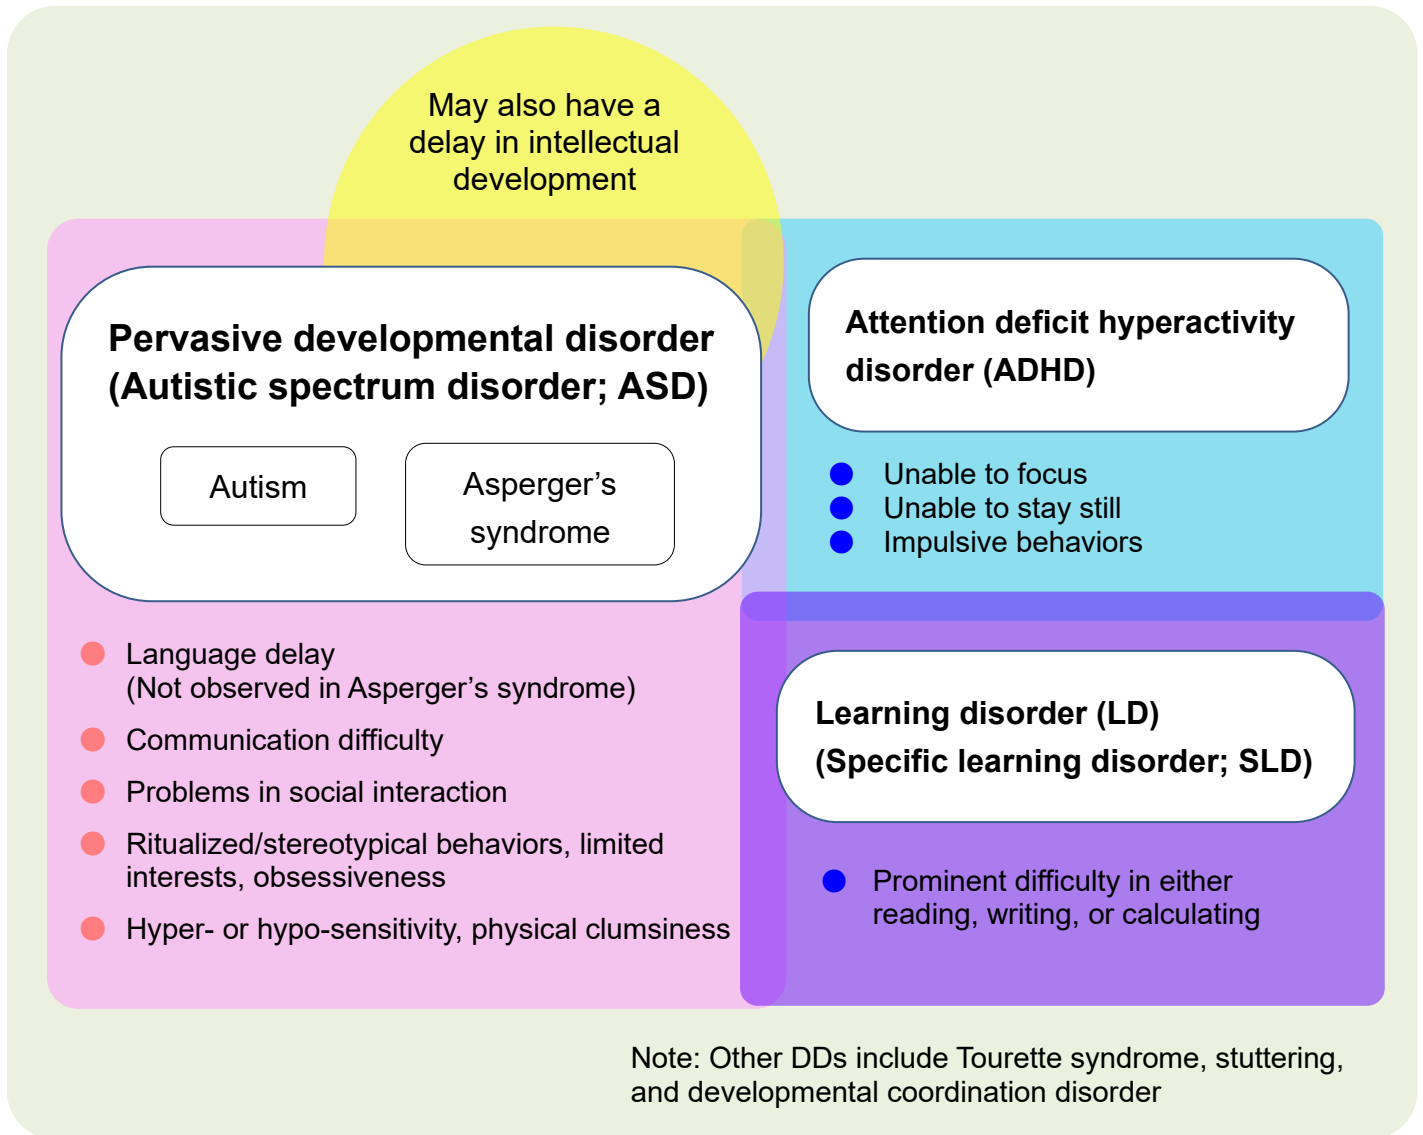 May also have a
delay in intellectual
development
Pervasive developmental disorder
(Autistic spectrum disorder; ASD)
Autism
Asperger’s
syndrome
Language delay
(Not observed in Asperger’s syndrome)
Communication difficulty
Problems in social interaction
Ritualized/stereotypical behaviors, limited
interests, obsessiveness
Hyper- or hypo-sensitivity, physical clumsiness
Attention deficit hyperactivity
disorder (ADHD)
Unable to focus
Unable to stay still
Impulsive behaviors
Learning disorder (LD)
(Specific learning disorder; SLD)
Prominent difficulty in either
reading, writing, or calculating
Note: Other DDs include Tourette syndrome, stuttering,
and developmental coordination disorder